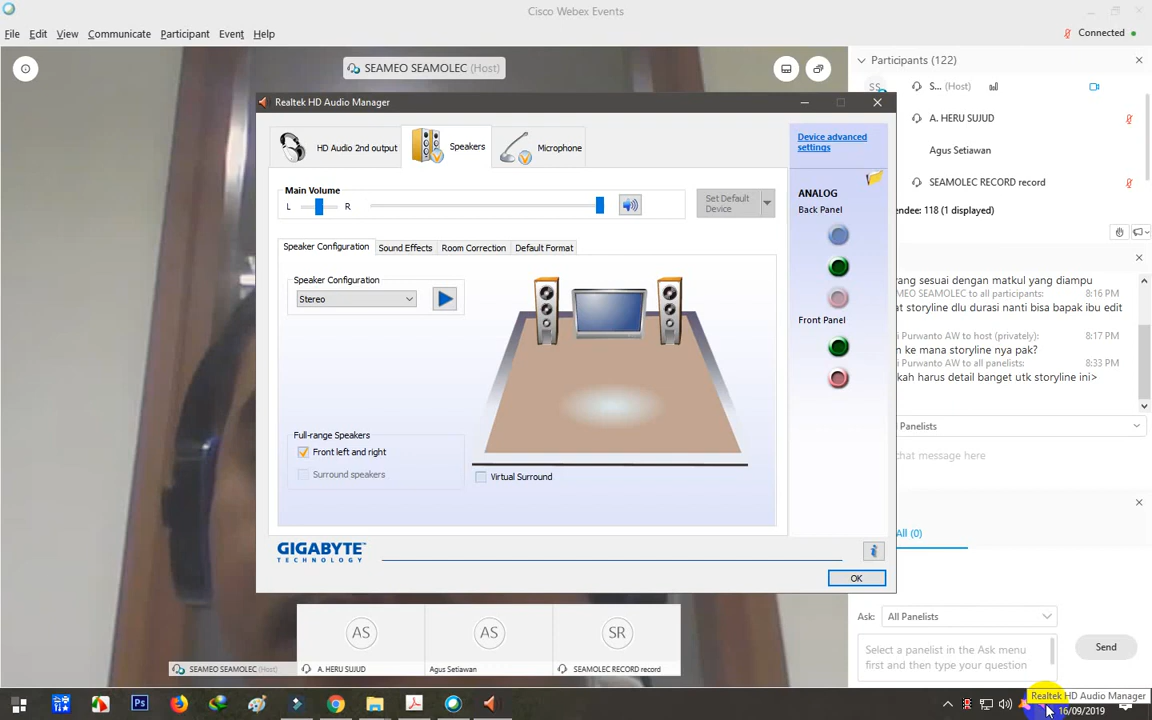 Cisco Webex Events
File Edit View Communicate Participant Event Help
Connected
SEAMEO SEAMOLEC (Host)
Participants (122)
SS
S... (Host)
A. HERU SUJUD
Agus Setiawan
SEAMOLEC RECORD record
endee: 118 (1 displayed)
Realtek HD Audio Manager
HD Audio 2nd output
Speakers
Microphone
Device advanced
settings
Main Volume
L R
Set Default
Device
ANALOG
Back Panel
Front Panel
Speaker Configuration Sound Effects Room Correction Default Format
Speaker Configuration
Stereo
Full-range Speakers
Front left and right
Surround speakers
Virtual Surround
GIGABYTE
TECHNOLOGY
OK
yang sesuai dengan matkul yang diampu
MEO SEAMOLEC to all participants: 8:16 PM
at storyline dlu durasi nanti bisa bapak ibu edit
i Purwanto AW to host (privately): 8:17 PM
n ke mana storyline nya pak?
i Purwanto AW to all panelists: 8:33 PM
kah harus detail banget utk storyline ini>
Panelists
chat message here
All (0)
Ask: All Panelists
Select a panelist in the Ask menu
first and then type your question
Send
AS
AS
SR
SEAMEO SEAMOLEC (Host)
A. HERU SUJUD
Agus Setiawan
SEAMOLEC RECORD record
Ps
Realtek HD Audio Manager
16/09/2019